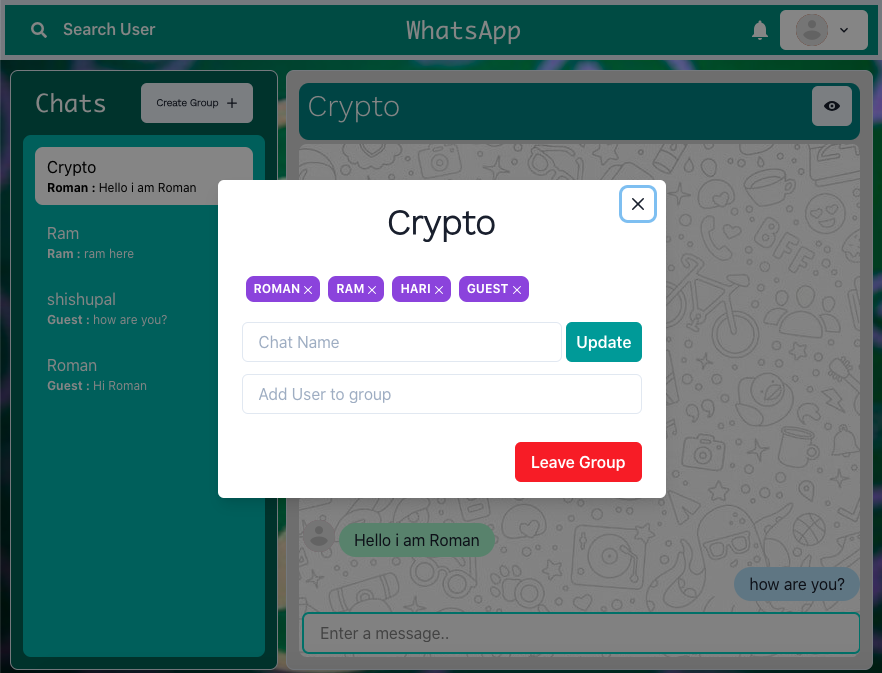 Search User
WhatsApp
Chats
Create Group
Crypto
Roman : Hello i am Roman
Ram
Ram : ram here
shishupal
Guest : how are you?
Roman
Guest : Hi Roman
Crypto
OFF
Hello i am Roman
how are you?
Enter a message..
Crypto
ROMAN
RAM
HARI
GUEST
Chat Name
Update
Add User to group
Leave Group